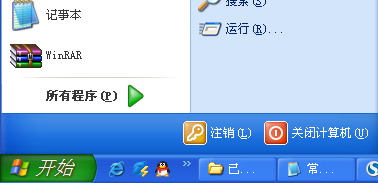 搜索(S)
记事本
运行(R)...
WinRAR
所有程序(P)
注销(L) 关闭计算机(U)
开始 » 已... 常...